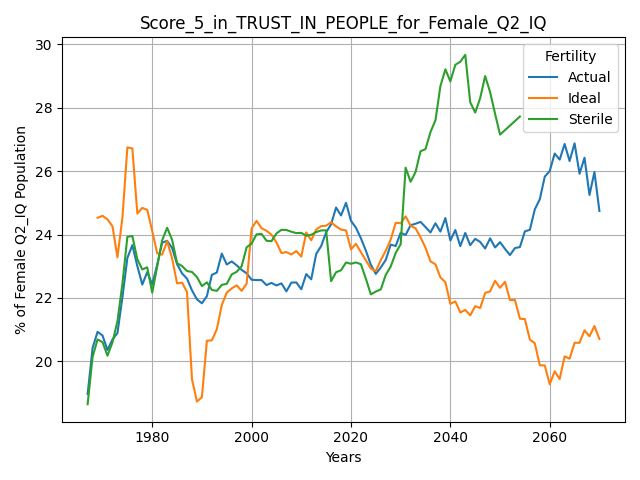 Score_5_in_TRUST_IN_PEOPLE_for_Female_Q2_IQ
Fertility
Actual
Ideal
Sterile
% of Female Q2_IQ Population
30
28
26
24
22
20
1980
2000
2020
2040
2060
Years